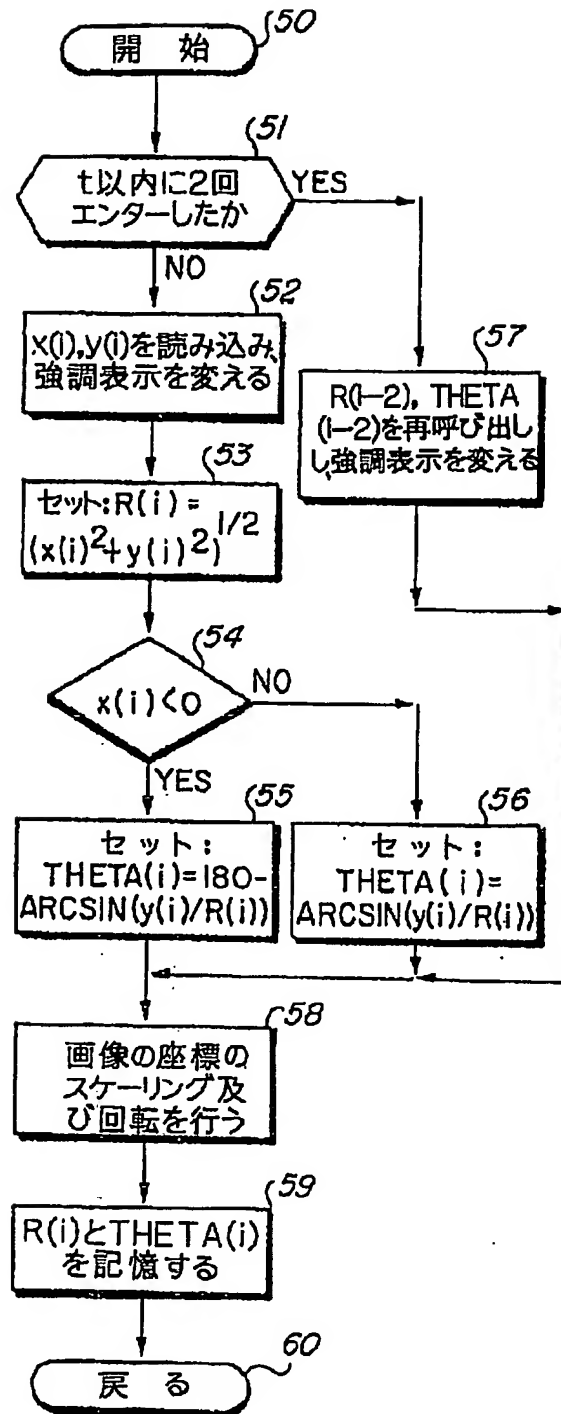 50
開 始
51
t以内に2回
エンターしたか
YES
NO
52
x(i),y(i)を読み込み、
強調表示を変える
57
R(i-2), THETA
(i-2)を再呼び出し
し、強調表示を変える
53
セット:R(i)=
(x(i)²+y(i)²)1/2
54
x(i)<0
NO
YES
55
セット:
THETA(i)=180-
ARCSIN(y(i)/R(i))
56
セット:
THETA(i)=
ARCSIN(y(i)/R(i))
58
画像の座標の
スケーリング及
び回転を行う
59
R(i)とTHETA(i)
を記憶する
60
戻 る